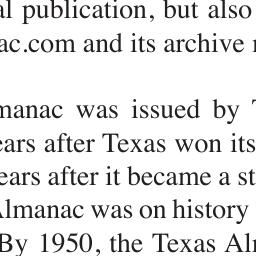 al publication, but also
ac.com and its archive
manac was issued by
ears after Texas won its
ears after it became a st
Almanac was on history
By 1950, the Texas Al